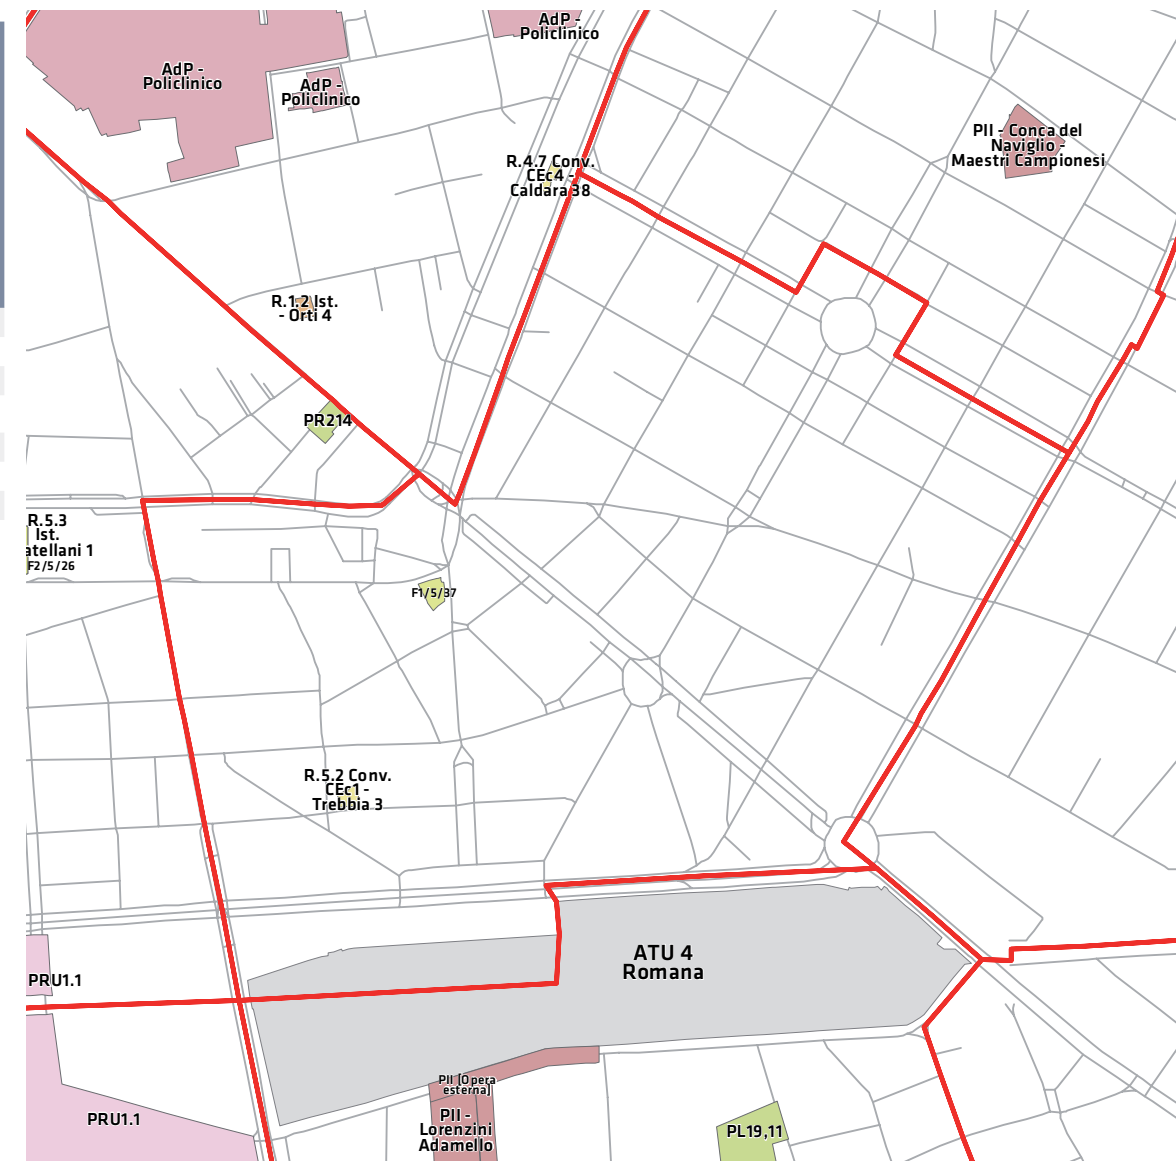 AdP -
Policlinico
AdP -
Policlinico
AdP -
Policlinico
PII - Conca del
Naviglio -
Maestri Campionesi
R.4.7 Conv.
CEc4 -
Caldara 38
R.1.2 Ist.
- Orti 4
PR214
R.5.3
Ist.
atellani 1
F2/5/26
F1/5/37
R.5.2 Conv.
CEc1 -
Trebbia 3
ATU 4
Romana
PRU1.1
PII [Opera
esterna]
PII -
Lorenzini
Adamello
PRU1.1
PL19,11